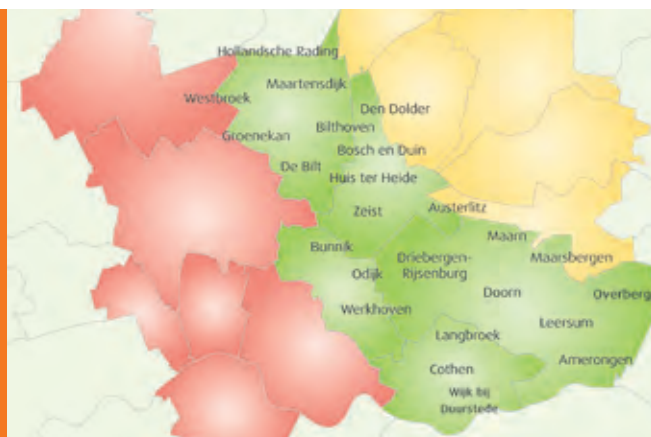 Hollandsche Rading
Maartensdijk
Westbroek
Den Dolder
Bilthoven
Groenekan
Bosch en Duin
De Bilt
Huis ter Heide
Zeist
Austerlitz
Maarn
Bunnik
Driebergen-
Rijsenburg
Maarsbergen
Odijk
Doorn
Overberg
Werkhoven
Leersum
Langbroek
Amerongen
Cothen
Wijk bij
Duurstede